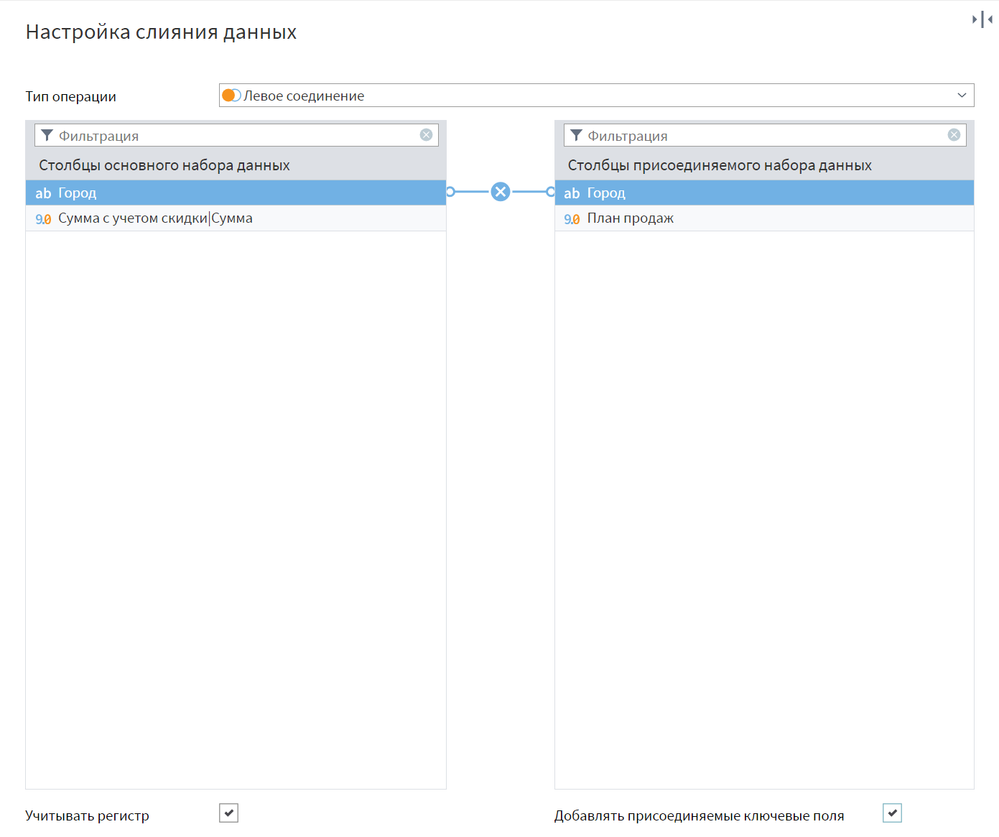 Настройка слияния данных
Тип операции
Левое соединение
Фильтрация
Фильтрация
Столбцы основного набора данных
Столбцы присоединяемого набора данных
ab Город
ab Город
9.0 Сумма с учетом скидки|Сумма
9.0 План продаж
Учитывать регистр
Добавлять присоединяемые ключевые поля